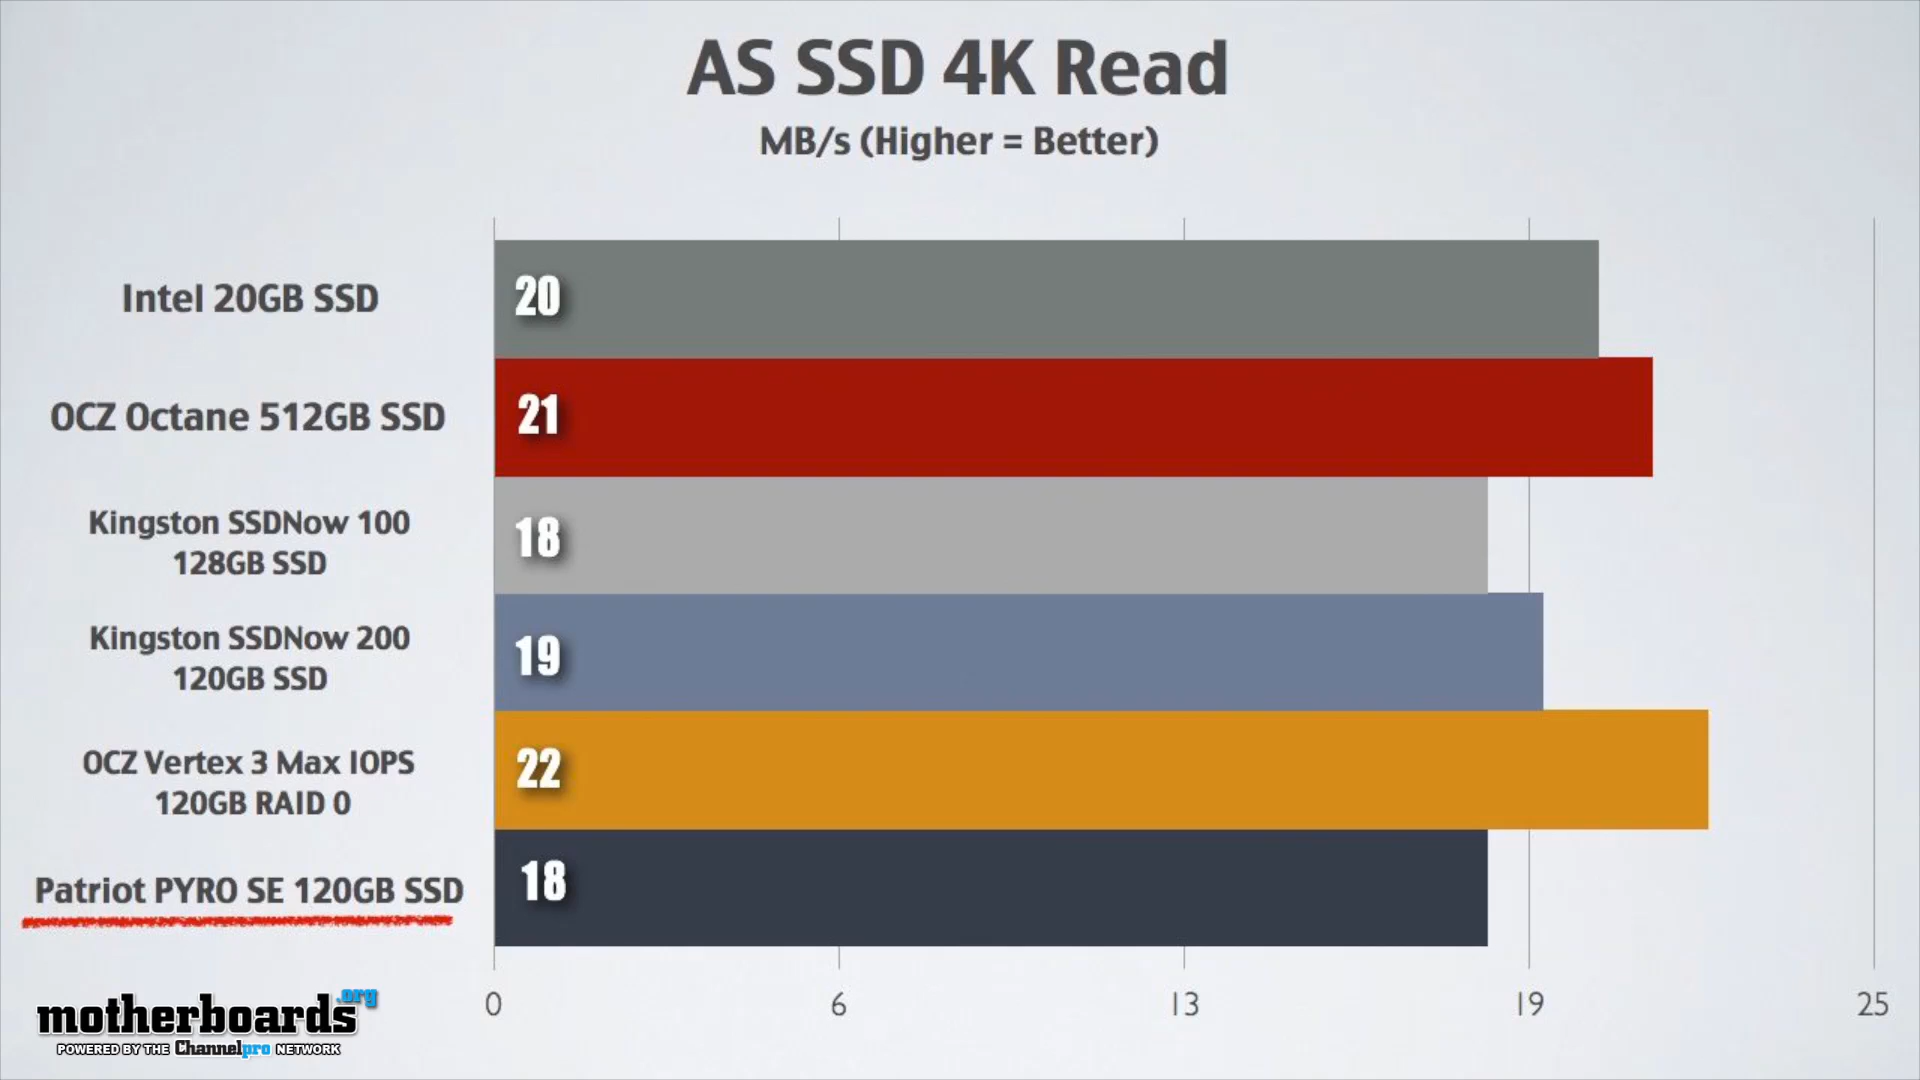 AS SSD 4K Read
MB/s (Higher = Better)
Intel 20GB SSD
20
OCZ Octane 512GB SSD
21
Kingston SSDNow 100
128GB SSD
18
Kingston SSDNow 200
120GB SSD
19
OCZ Vertex 3 Max IOPS
120GB RAID 0
22
Patriot PYRO SE 120GB SSD
18
0 6 13 19 25
motherboards.org
POWERED BY THE Channelpro NETWORK